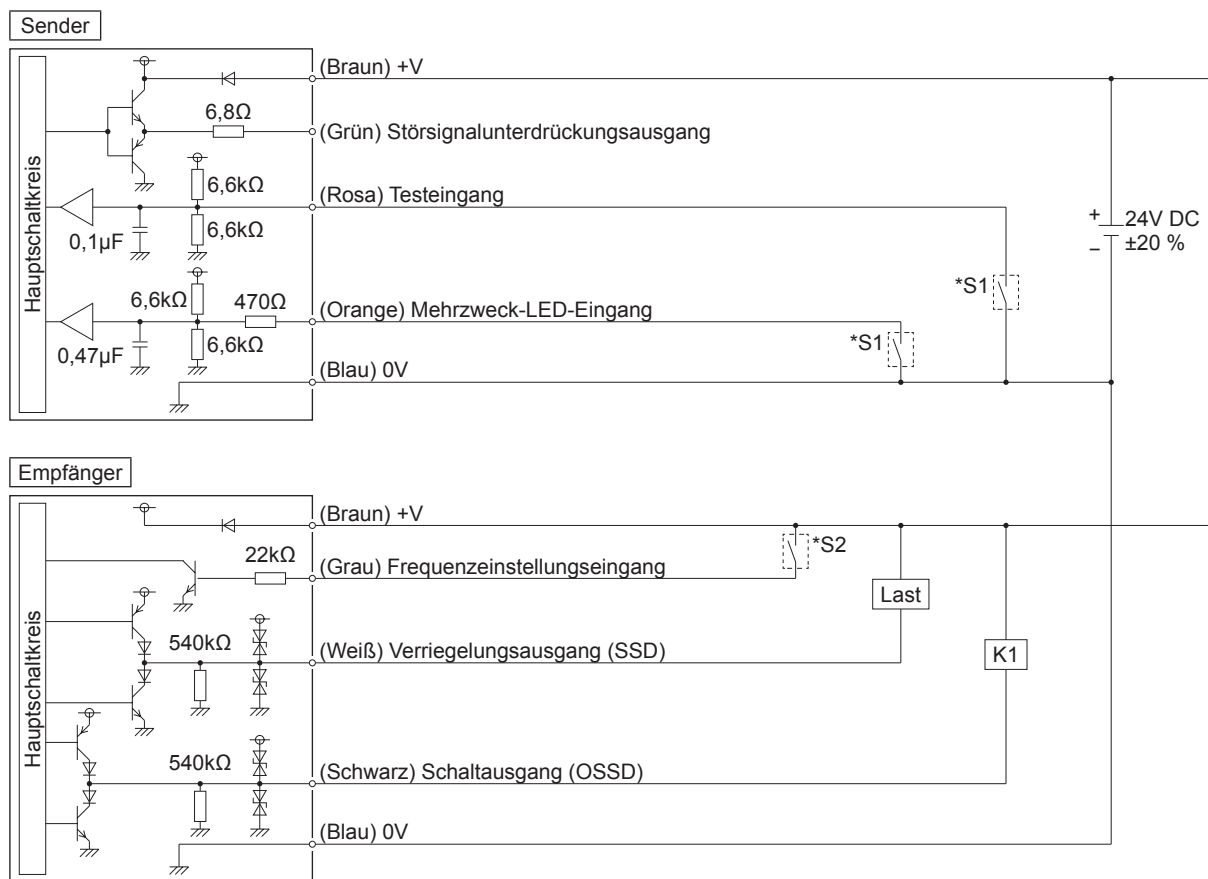 Sender
Hauptschaltkreis
(Braun) +V
6,8Ω
(Grün) Störsignalunterdrückungsausgang
6,6kΩ
(Rosa) Testeingang
0,1µF
6,6kΩ
+
−
24V DC
±20 %
*S1
6,6kΩ
470Ω
(Orange) Mehrzweck-LED-Eingang
0,47µF
6,6kΩ
*S1
(Blau) 0V
Empfänger
Hauptschaltkreis
(Braun) +V
*S2
22kΩ
(Grau) Frequenzeinstellungseingang
Last
540kΩ
(Weiß) Verriegelungsausgang (SSD)
K1
540kΩ
(Schwarz) Schaltausgang (OSSD)
(Blau) 0V